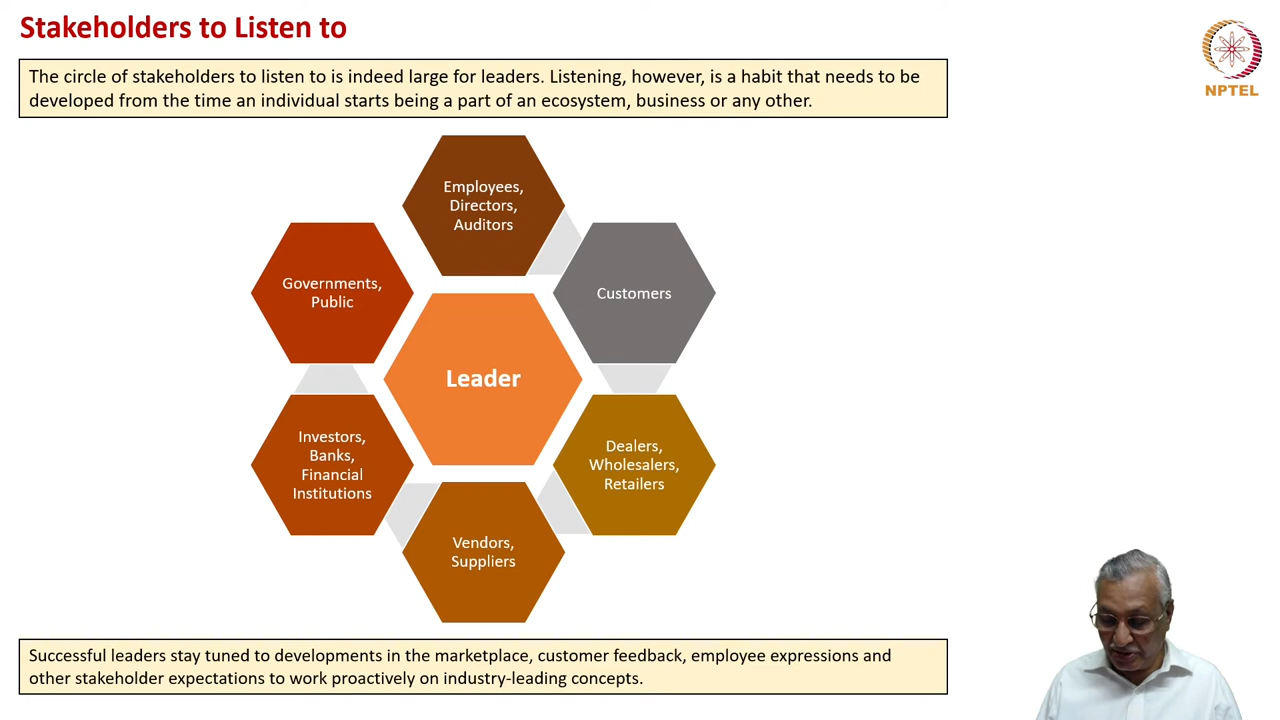 Stakeholders to Listen to
The circle of stakeholders to listen to is indeed large for leaders. Listening, however, is a habit that needs to be
developed from the time an individual starts being a part of an ecosystem, business or any other.
NPTEL
Employees,
Directors,
Auditors
Customers
Dealers,
Wholesalers,
Retailers
Vendors,
Suppliers
Investors,
Banks,
Financial
Institutions
Governments,
Public
Leader
Successful leaders stay tuned to developments in the marketplace, customer feedback, employee expressions and
other stakeholder expectations to work proactively on industry-leading concepts.